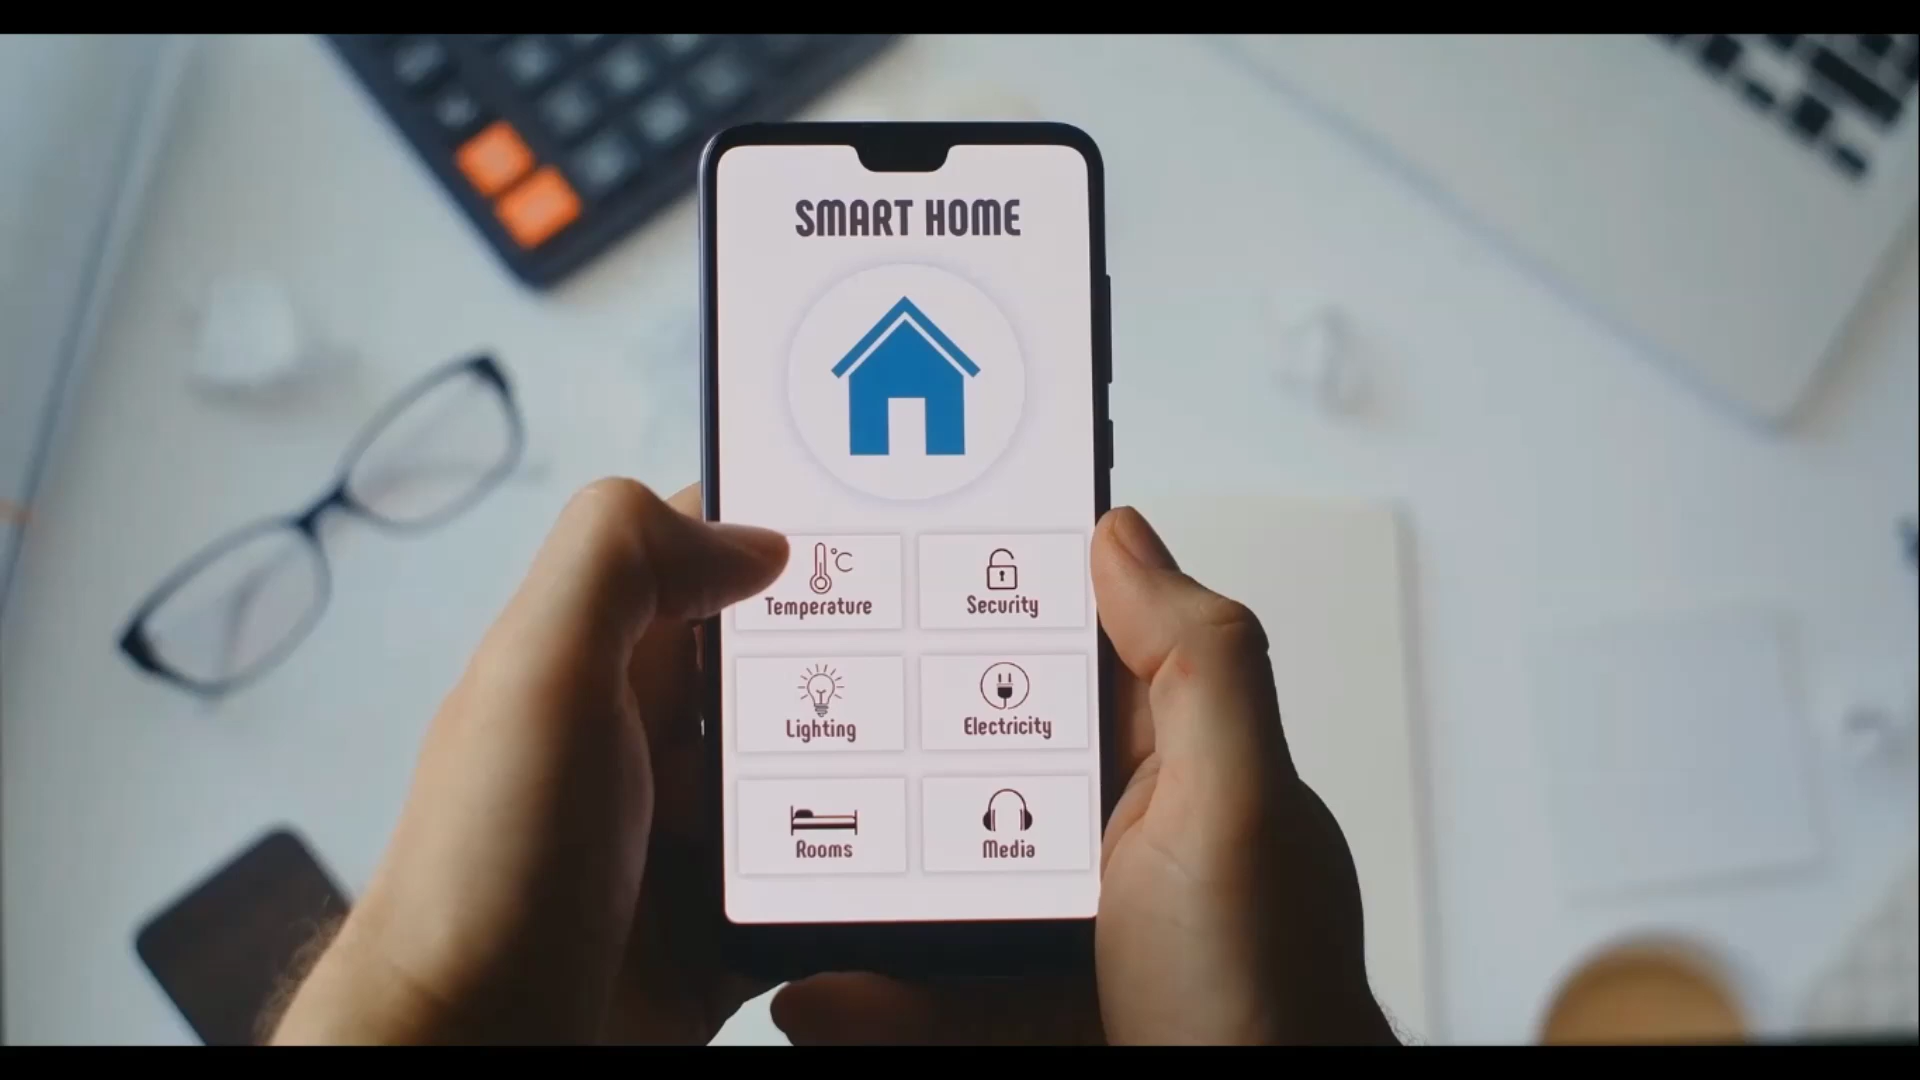 SMART HOME
°C
Temperature
Security
Lighting
Electricity
Rooms
Media